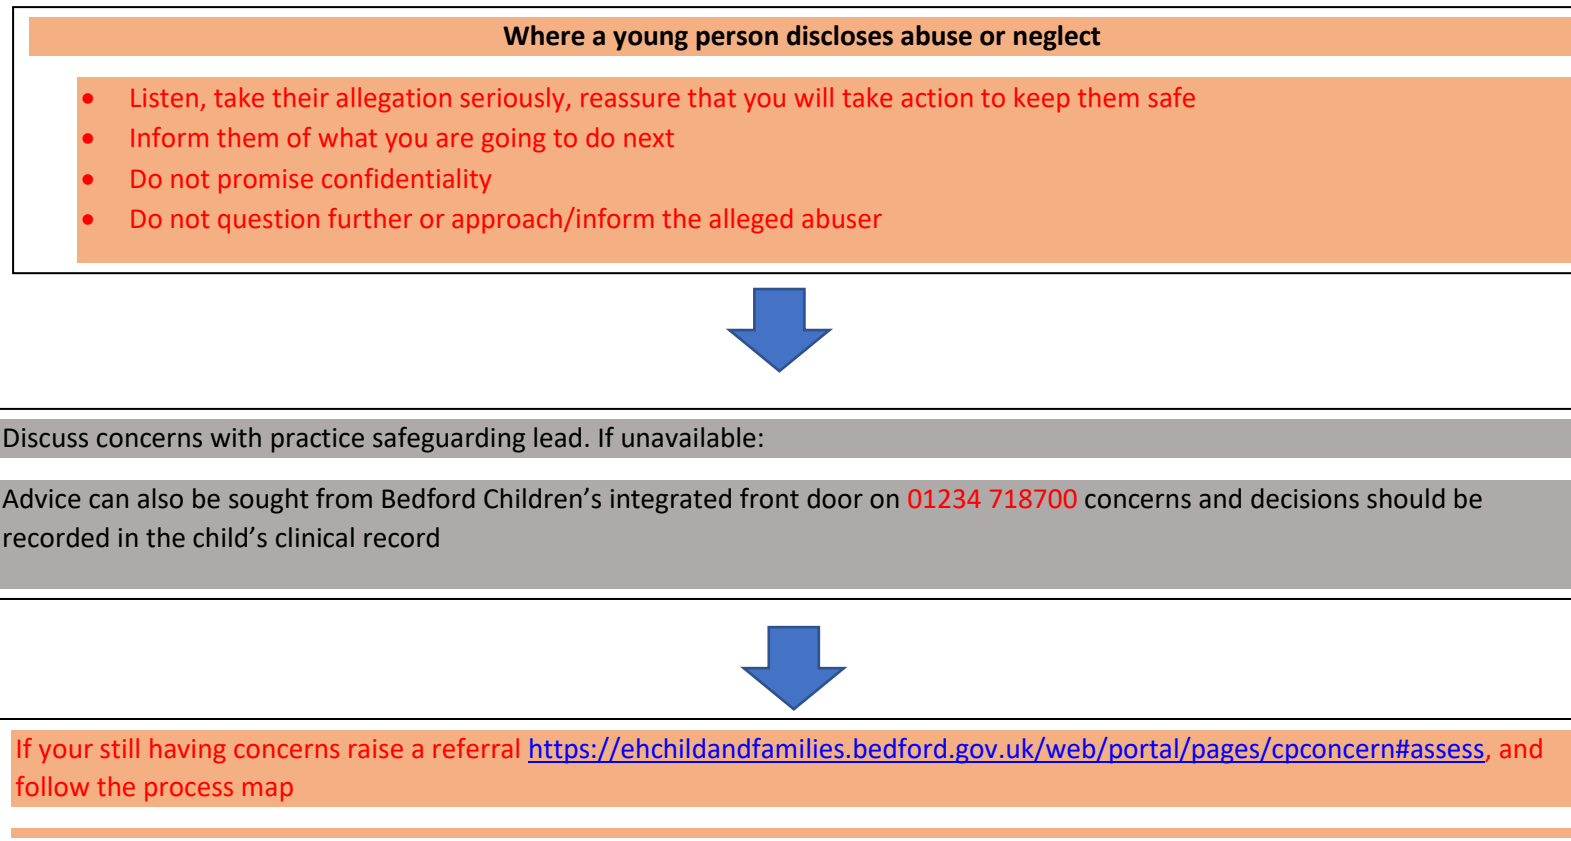 Where a young person discloses abuse or neglect
• Listen, take their allegation seriously, reassure that you will take action to keep them safe
• Inform them of what you are going to do next
• Do not promise confidentiality
• Do not question further or approach/inform the alleged abuser
Discuss concerns with practice safeguarding lead. If unavailable:
Advice can also be sought from Bedford Children’s integrated front door on 01234 718700 concerns and decisions should be
recorded in the child’s clinical record
If your still having concerns raise a referral https://ehchildandfamilies.bedford.gov.uk/web/portal/pages/cpconcern#assess, and
follow the process map